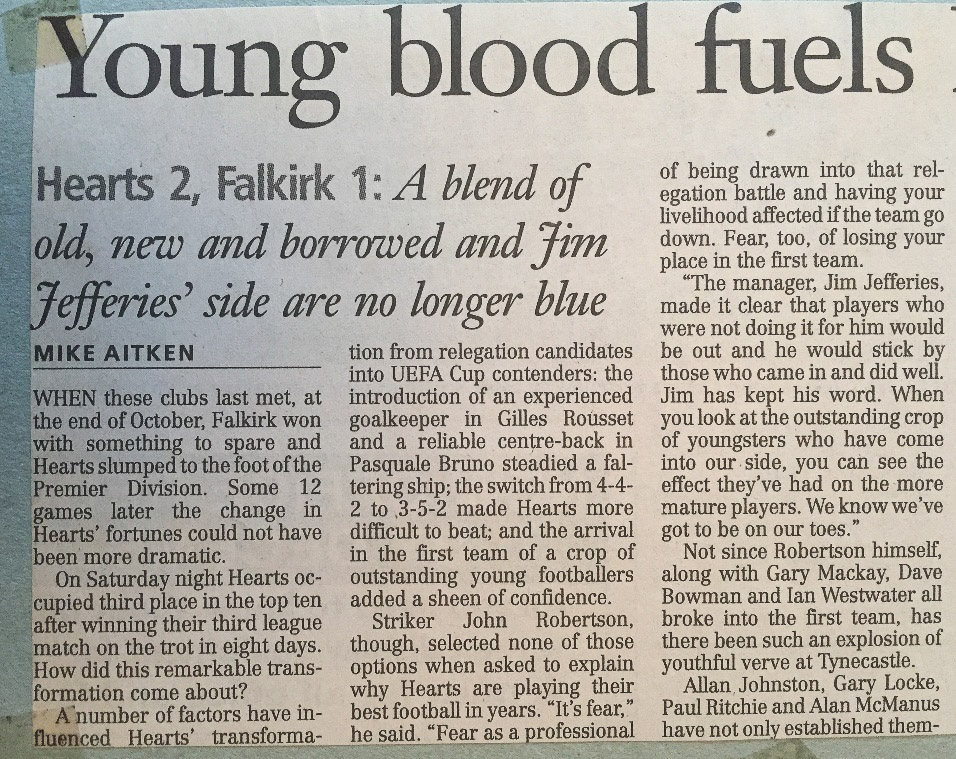 Young blood fuels
Hearts 2, Falkirk 1: A blend of
old, new and borrowed and Jim
Jefferies’ side are no longer blue
MIKE AITKEN
WHEN these clubs last met, at
the end of October, Falkirk won
with something to spare and
Hearts slumped to the foot of the
Premier Division. Some 12
games later the change in
Hearts’ fortunes could not have
been more dramatic.
On Saturday night Hearts oc-
cupied third place in the top ten
after winning their third league
match on the trot in eight days.
How did this remarkable trans-
formation come about?
A number of factors have in-
fluenced Hearts’ transforma-
tion from relegation candidates
into UEFA Cup contenders: the
introduction of an experienced
goalkeeper in Gilles Rousset
and a reliable centre-back in
Pasquale Bruno steadied a fal-
tering ship; the switch from 4-4-
2 to 3-5-2 made Hearts more
difficult to beat; and the arrival
in the first team of a crop of
outstanding young footballers
added a sheen of confidence.
Striker John Robertson,
though, selected none of those
options when asked to explain
why Hearts are playing their
best football in years. “It’s fear,”
he said. “Fear as a professional
of being drawn into that rel-
egation battle and having your
livelihood affected if the team go
down. Fear, too, of losing your
place in the first team.
“The manager, Jim Jefferies,
made it clear that players who
were not doing it for him would
be out and he would stick by
those who came in and did well.
Jim has kept his word. When
you look at the outstanding crop
of youngsters who have come
into our side, you can see the
effect they’ve had on the more
mature players. We know we’ve
got to be on our toes.”
Not since Robertson himself,
along with Gary Mackay, Dave
Bowman and Ian Westwater all
broke into the first team, has
there been such an explosion of
youthful verve at Tynecastle.
Allan Johnston, Gary Locke,
Paul Ritchie and Alan McManus
have not only established them-